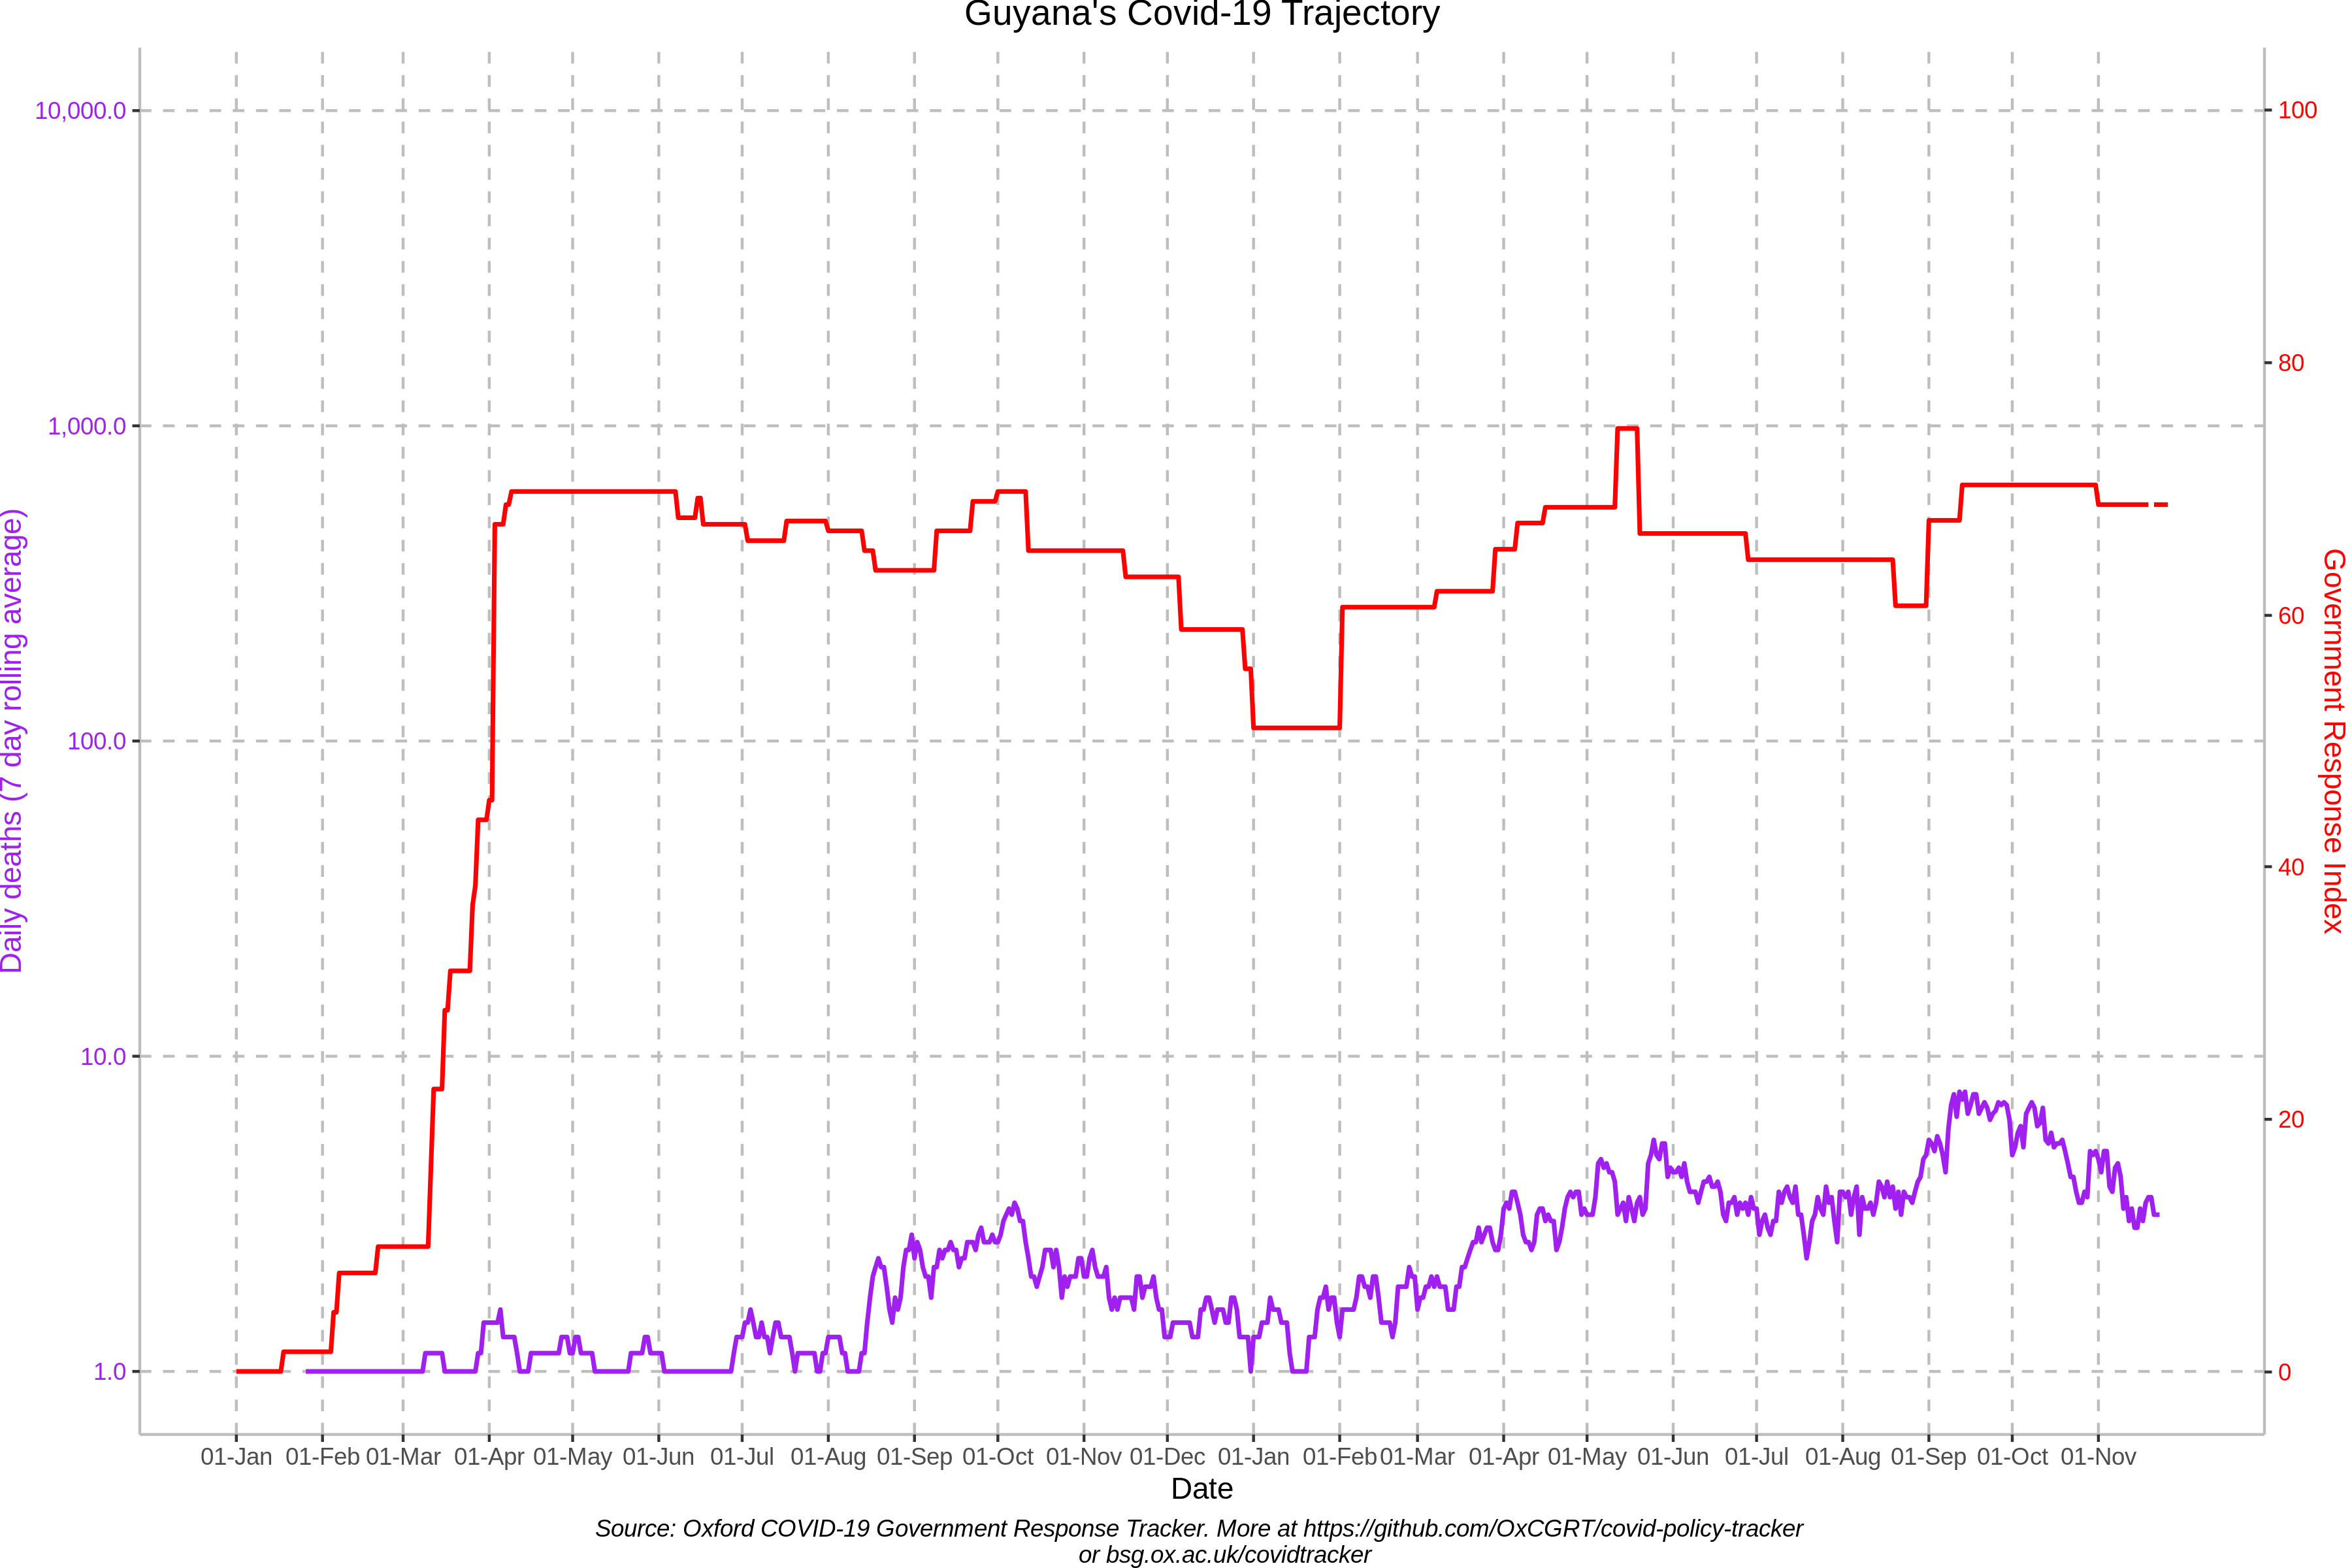 Guyana's Covid-19 Trajectory
10,000.0
1,000.0
100.0
10.0
1.0
Daily deaths (7 day rolling average)
100
80
60
40
20
0
Government Response Index
01-Jan 01-Feb 01-Mar 01-Apr 01-May 01-Jun 01-Jul 01-Aug 01-Sep 01-Oct 01-Nov 01-Dec 01-Jan 01-Feb 01-Mar 01-Apr 01-May 01-Jun 01-Jul 01-Aug 01-Sep 01-Oct 01-Nov
Date
Source: Oxford COVID-19 Government Response Tracker. More at https://github.com/OxCGRT/covid-policy-tracker
or bsg.ox.ac.uk/covidtracker